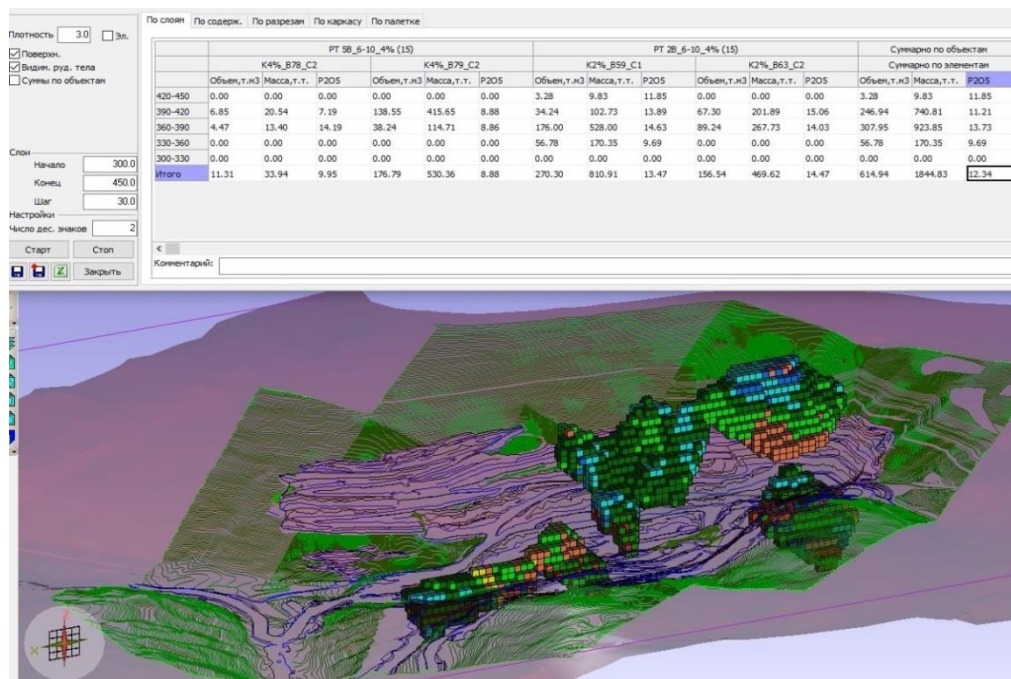 По слоям По содерж. По разрезам По каркасу По палетке
Плотность 3.0 Эл.
Поверхн.
Видим. руд. тела
Суммы по объектам
Слои
Начало 300.0
Конец 450.0
Шаг 30.0
Настройки
Число дес. знаков 2
Старт Стоп
Закрыть
РТ 5В_6-10_4% (15) РТ 2В_6-10_4% (15) Суммарно по объектам
К4%_В78_С2 К4%_В79_С2 К2%_В59_С1 К2%_В63_С2 Суммарно по элементам
Объем,т.м3 Масса,т.т. P2O5 Объем,т.м3 Масса,т.т. P2O5 Объем,т.м3 Масса,т.т. P2O5 Объем,т.м3 Масса,т.т. P2O5 Объем,т.м3 Масса,т.т. P2O5
420-450 0.00 0.00 0.00 0.00 0.00 0.00 3.28 9.83 11.85 0.00 0.00 0.00 3.28 9.83 11.85
390-420 6.85 20.54 7.19 138.55 415.65 8.88 34.24 102.73 13.89 67.30 201.89 15.06 246.94 740.81 11.21
360-390 4.47 13.40 14.19 38.24 114.71 8.86 176.00 528.00 14.63 89.24 267.73 14.03 307.95 923.85 13.73
330-360 0.00 0.00 0.00 0.00 0.00 0.00 56.78 170.35 9.69 0.00 0.00 0.00 56.78 170.35 9.69
300-330 0.00 0.00 0.00 0.00 0.00 0.00 0.00 0.00 0.00 0.00 0.00 0.00 0.00 0.00 0.00
Итого 11.31 33.94 9.95 176.79 530.36 8.88 270.30 810.91 13.47 156.54 469.62 14.47 614.94 1844.83 12.34
Комментарий: